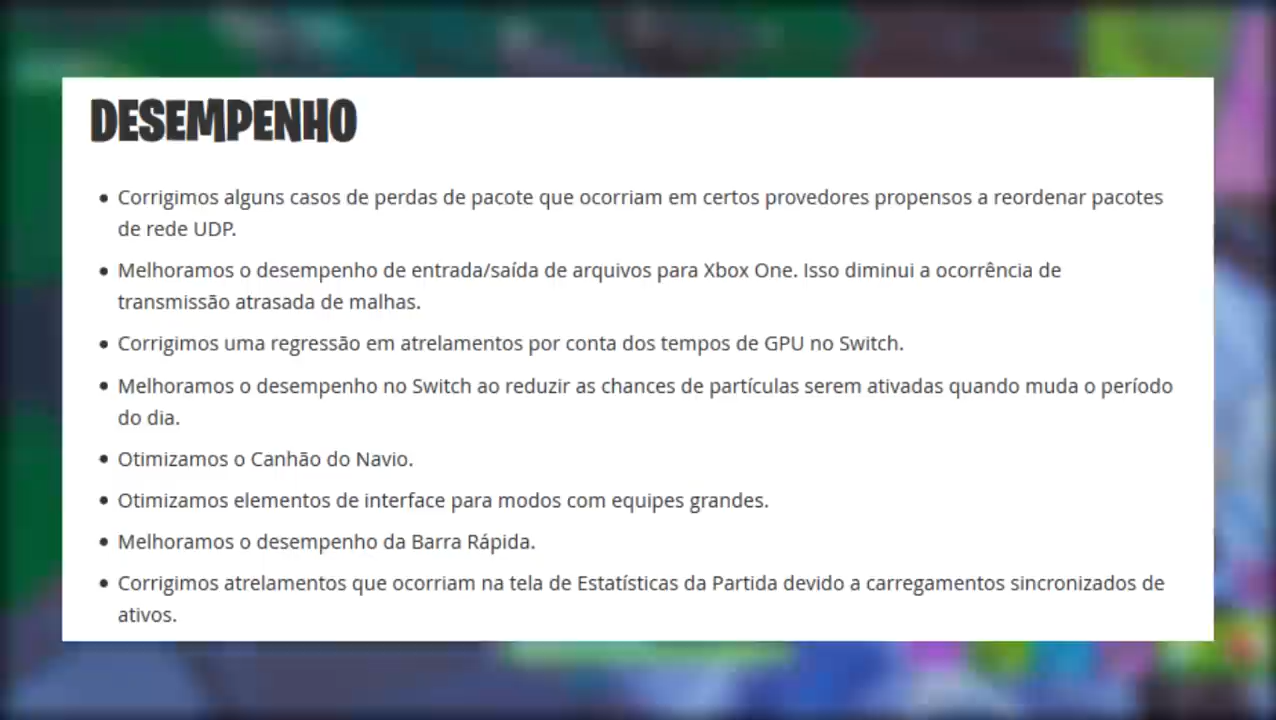 DESEMPENHO
• Corrigimos alguns casos de perdas de pacote que ocorriam em certos provedores propensos a reordenar pacotes
de rede UDP.
• Melhoramos o desempenho de entrada/saída de arquivos para Xbox One. Isso diminui a ocorrência de
transmissão atrasada de malhas.
• Corrigimos uma regressão em atrelamentos por conta dos tempos de GPU no Switch.
• Melhoramos o desempenho no Switch ao reduzir as chances de partículas serem ativadas quando muda o período
do dia.
• Otimizamos o Canhão do Navio.
• Otimizamos elementos de interface para modos com equipes grandes.
• Melhoramos o desempenho da Barra Rápida.
• Corrigimos atrelamentos que ocorriam na tela de Estatísticas da Partida devido a carregamentos sincronizados de
ativos.